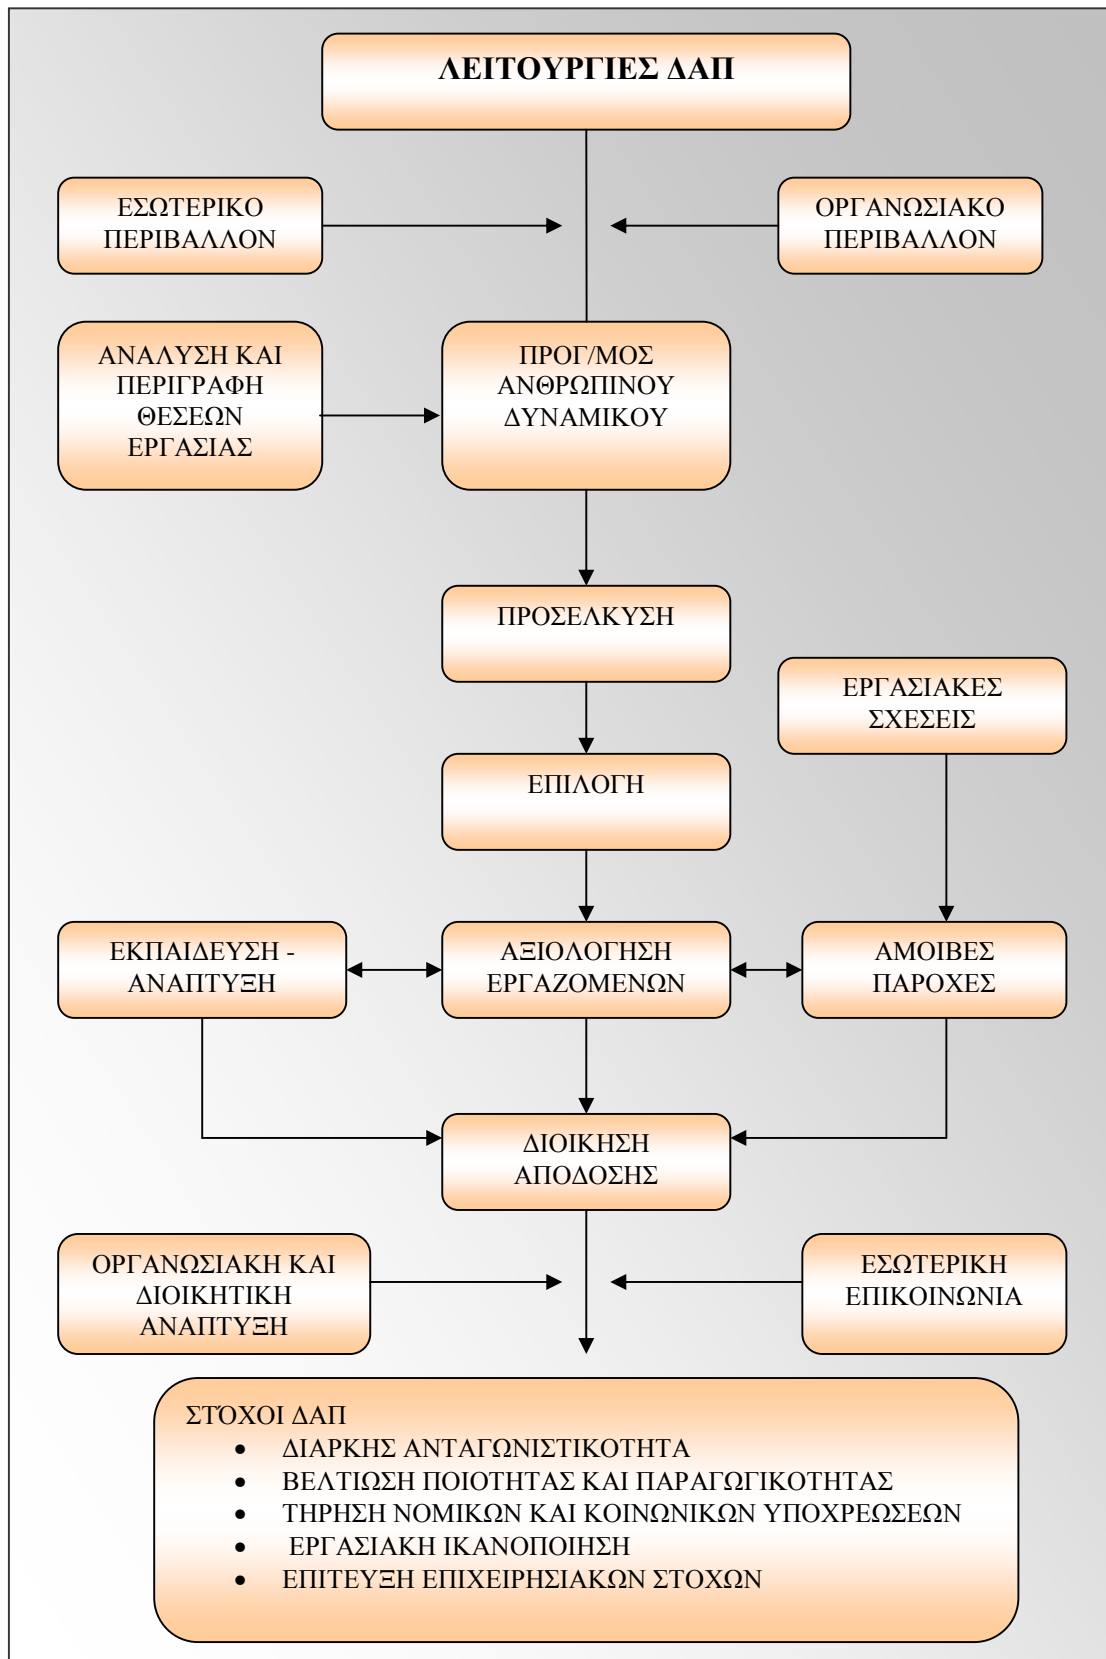 ΛΕΙΤΟΥΡΓΙΕΣ ΔΑΠ
ΕΣΩΤΕΡΙΚΟ
ΠΕΡΙΒΑΛΛΟΝ
ΟΡΓΑΝΩΣΙΑΚΟ
ΠΕΡΙΒΑΛΛΟΝ
ΑΝΑΛΥΣΗ ΚΑΙ
ΠΕΡΙΓΡΑΦΗ
ΘΕΣΕΩΝ
ΕΡΓΑΣΙΑΣ
ΠΡΟΓ/ΜΟΣ
ΑΝΘΡΩΠΙΝΟΥ
ΔΥΝΑΜΙΚΟΥ
ΠΡΟΣΕΛΚΥΣΗ
ΕΡΓΑΣΙΑΚΕΣ
ΣΧΕΣΕΙΣ
ΕΠΙΛΟΓΗ
ΕΚΠΑΙΔΕΥΣΗ -
ΑΝΑΠΤΥΞΗ
ΑΞΙΟΛΟΓΗΣΗ
ΕΡΓΑΖΟΜΕΝΩΝ
ΑΜΟΙΒΕΣ
ΠΑΡΟΧΕΣ
ΔΙΟΙΚΗΣΗ
ΑΠΟΔΟΣΗΣ
ΟΡΓΑΝΩΣΙΑΚΗ ΚΑΙ
ΔΙΟΙΚΗΤΙΚΗ
ΑΝΑΠΤΥΞΗ
ΕΣΩΤΕΡΙΚΗ
ΕΠΙΚΟΙΝΩΝΙΑ
ΣΤΌΧΟΙ ΔΑΠ
• ΔΙΑΡΚΗΣ ΑΝΤΑΓΩΝΙΣΤΙΚΟΤΗΤΑ
• ΒΕΛΤΙΩΣΗ ΠΟΙΟΤΗΤΑΣ ΚΑΙ ΠΑΡΑΓΩΓΙΚΟΤΗΤΑΣ
• ΤΗΡΗΣΗ ΝΟΜΙΚΩΝ ΚΑΙ ΚΟΙΝΩΝΙΚΩΝ ΥΠΟΧΡΕΩΣΕΩΝ
• ΕΡΓΑΣΙΑΚΗ ΙΚΑΝΟΠΟΙΗΣΗ
• ΕΠΙΤΕΥΞΗ ΕΠΙΧΕΙΡΗΣΙΑΚΩΝ ΣΤΟΧΩΝ